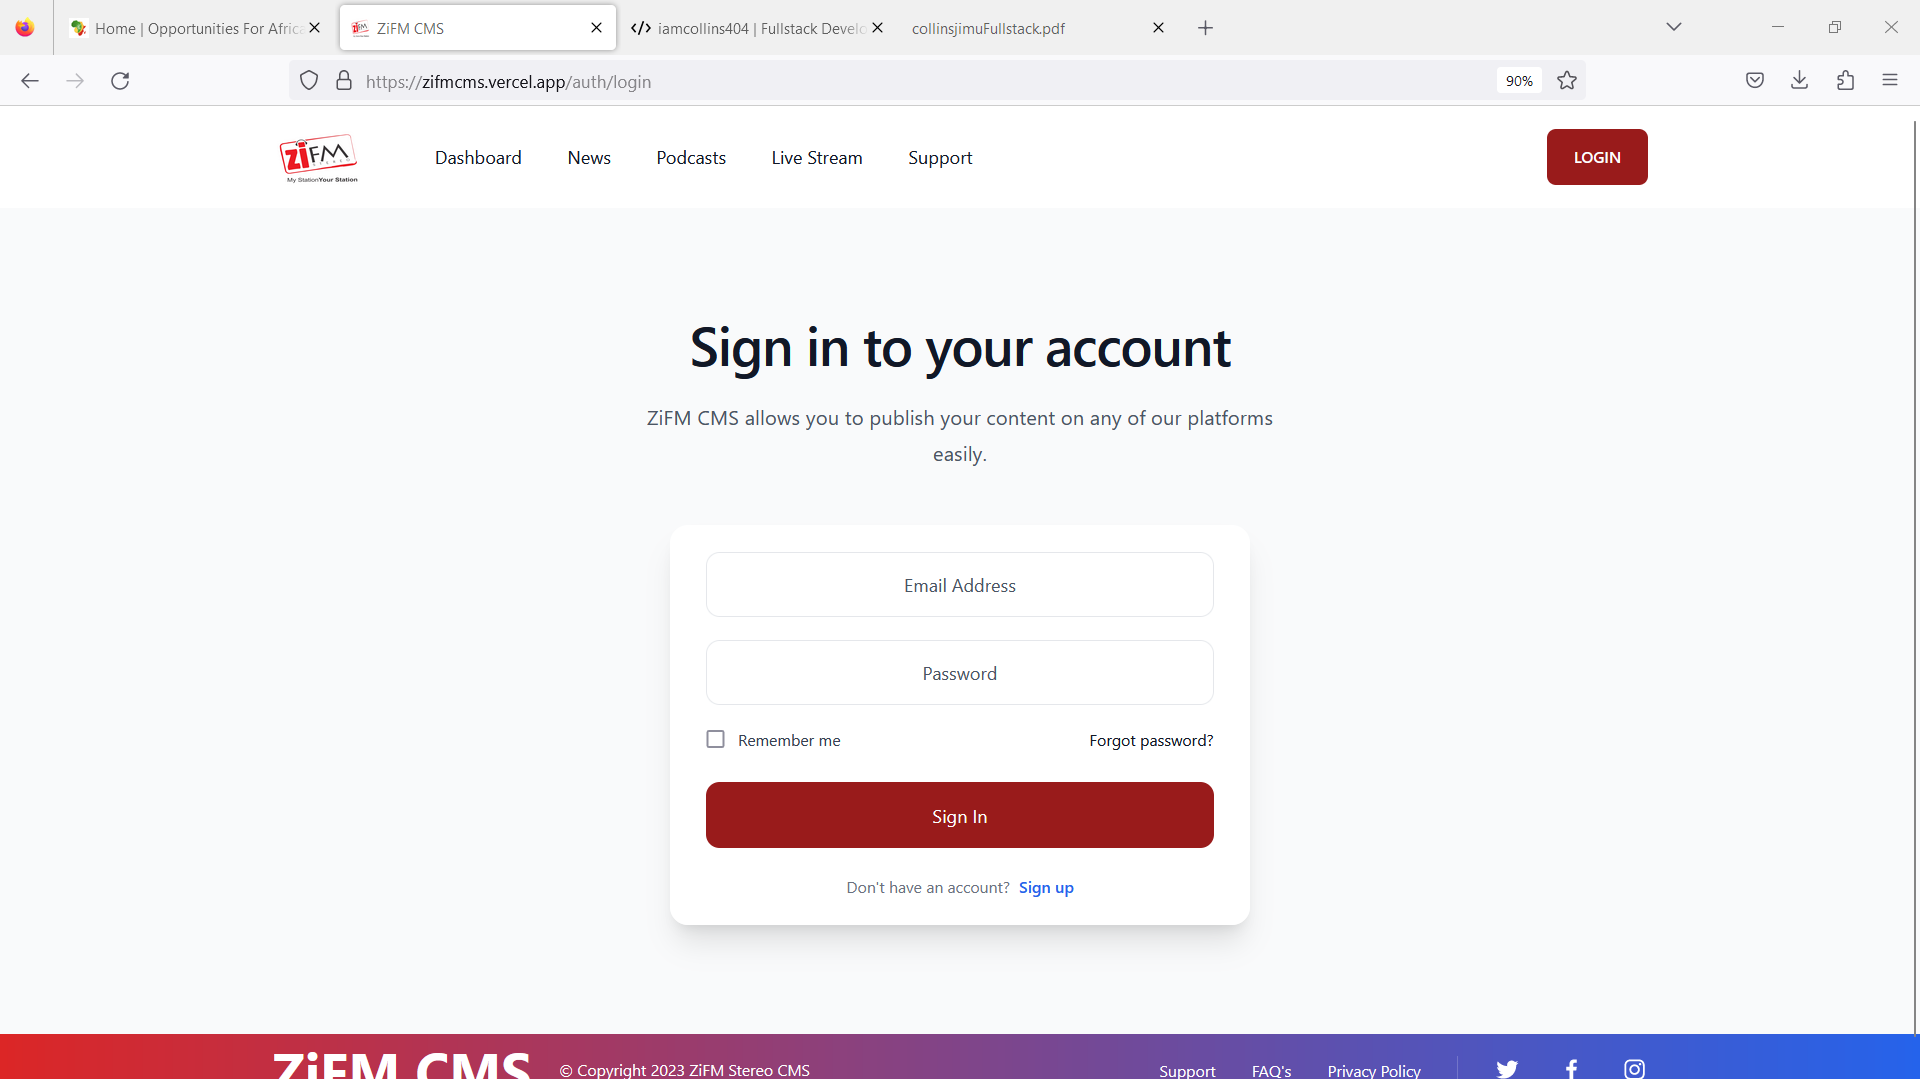 Home | Opportunities For Africa
ZiFM CMS
iamcollins404 | Fullstack Develo
collinsjimuFullstack.pdf
https://zifmcms.vercel.app/auth/login
90%
ZiFM
STEREO
My StationYour Station
Dashboard
News
Podcasts
Live Stream
Support
LOGIN
Sign in to your account
ZiFM CMS allows you to publish your content on any of our platforms
easily.
Email Address
Password
Remember me
Forgot password?
Sign In
Don't have an account? Sign up
ZiFM CMS
© Copyright 2023 ZiFM Stereo CMS
Support
FAQ's
Privacy Policy